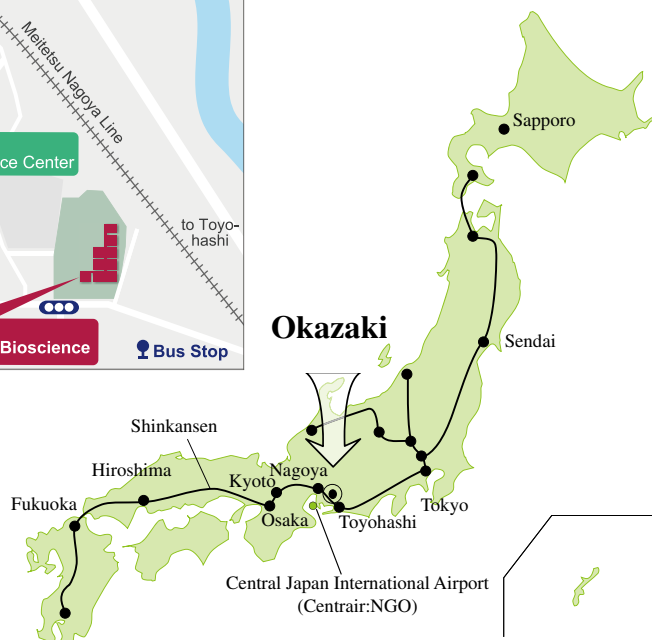 Meitetsu Nagoya Line
ce Center
to Toyo-
hashi
Bioscience
Bus Stop
Sapporo
Okazaki
Sendai
Shinkansen
Hiroshima
Nagoya
Kyoto
Fukuoka
Osaka
Toyohashi
Tokyo
Central Japan International Airport
(Centrair:NGO)